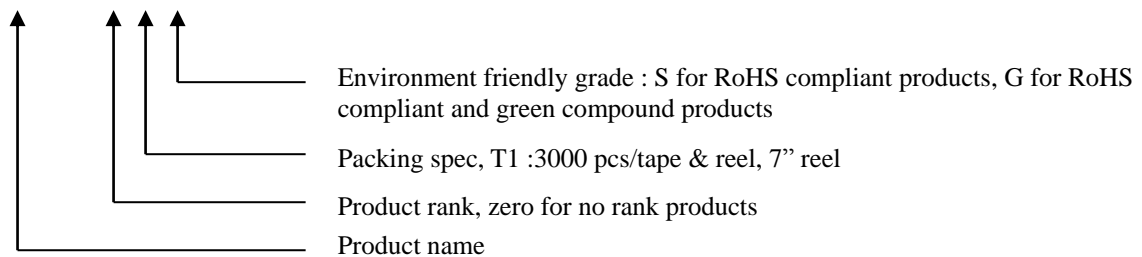 Environment friendly grade : S for RoHS compliant products, G for RoHS
compliant and green compound products
Packing spec, T1 :3000 pcs/tape & reel, 7” reel
Product rank, zero for no rank products
Product name